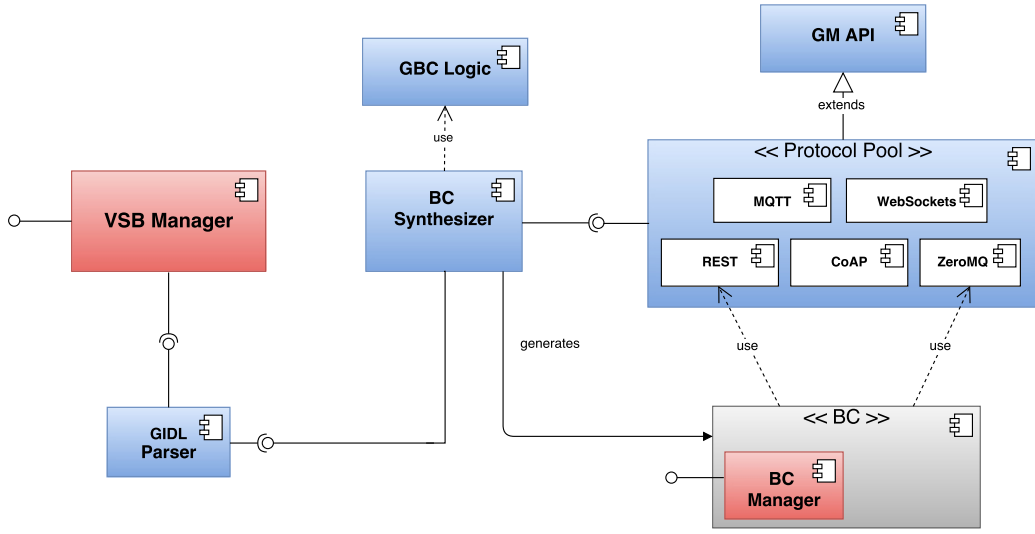 GM API
GBC Logic
extends
use
<< Protocol Pool >>
MQTT
WebSockets
VSB Manager
BC
Synthesizer
REST
CoAP
ZeroMQ
generates
use
use
GIDL
Parser
<< BC >>
BC
Manager